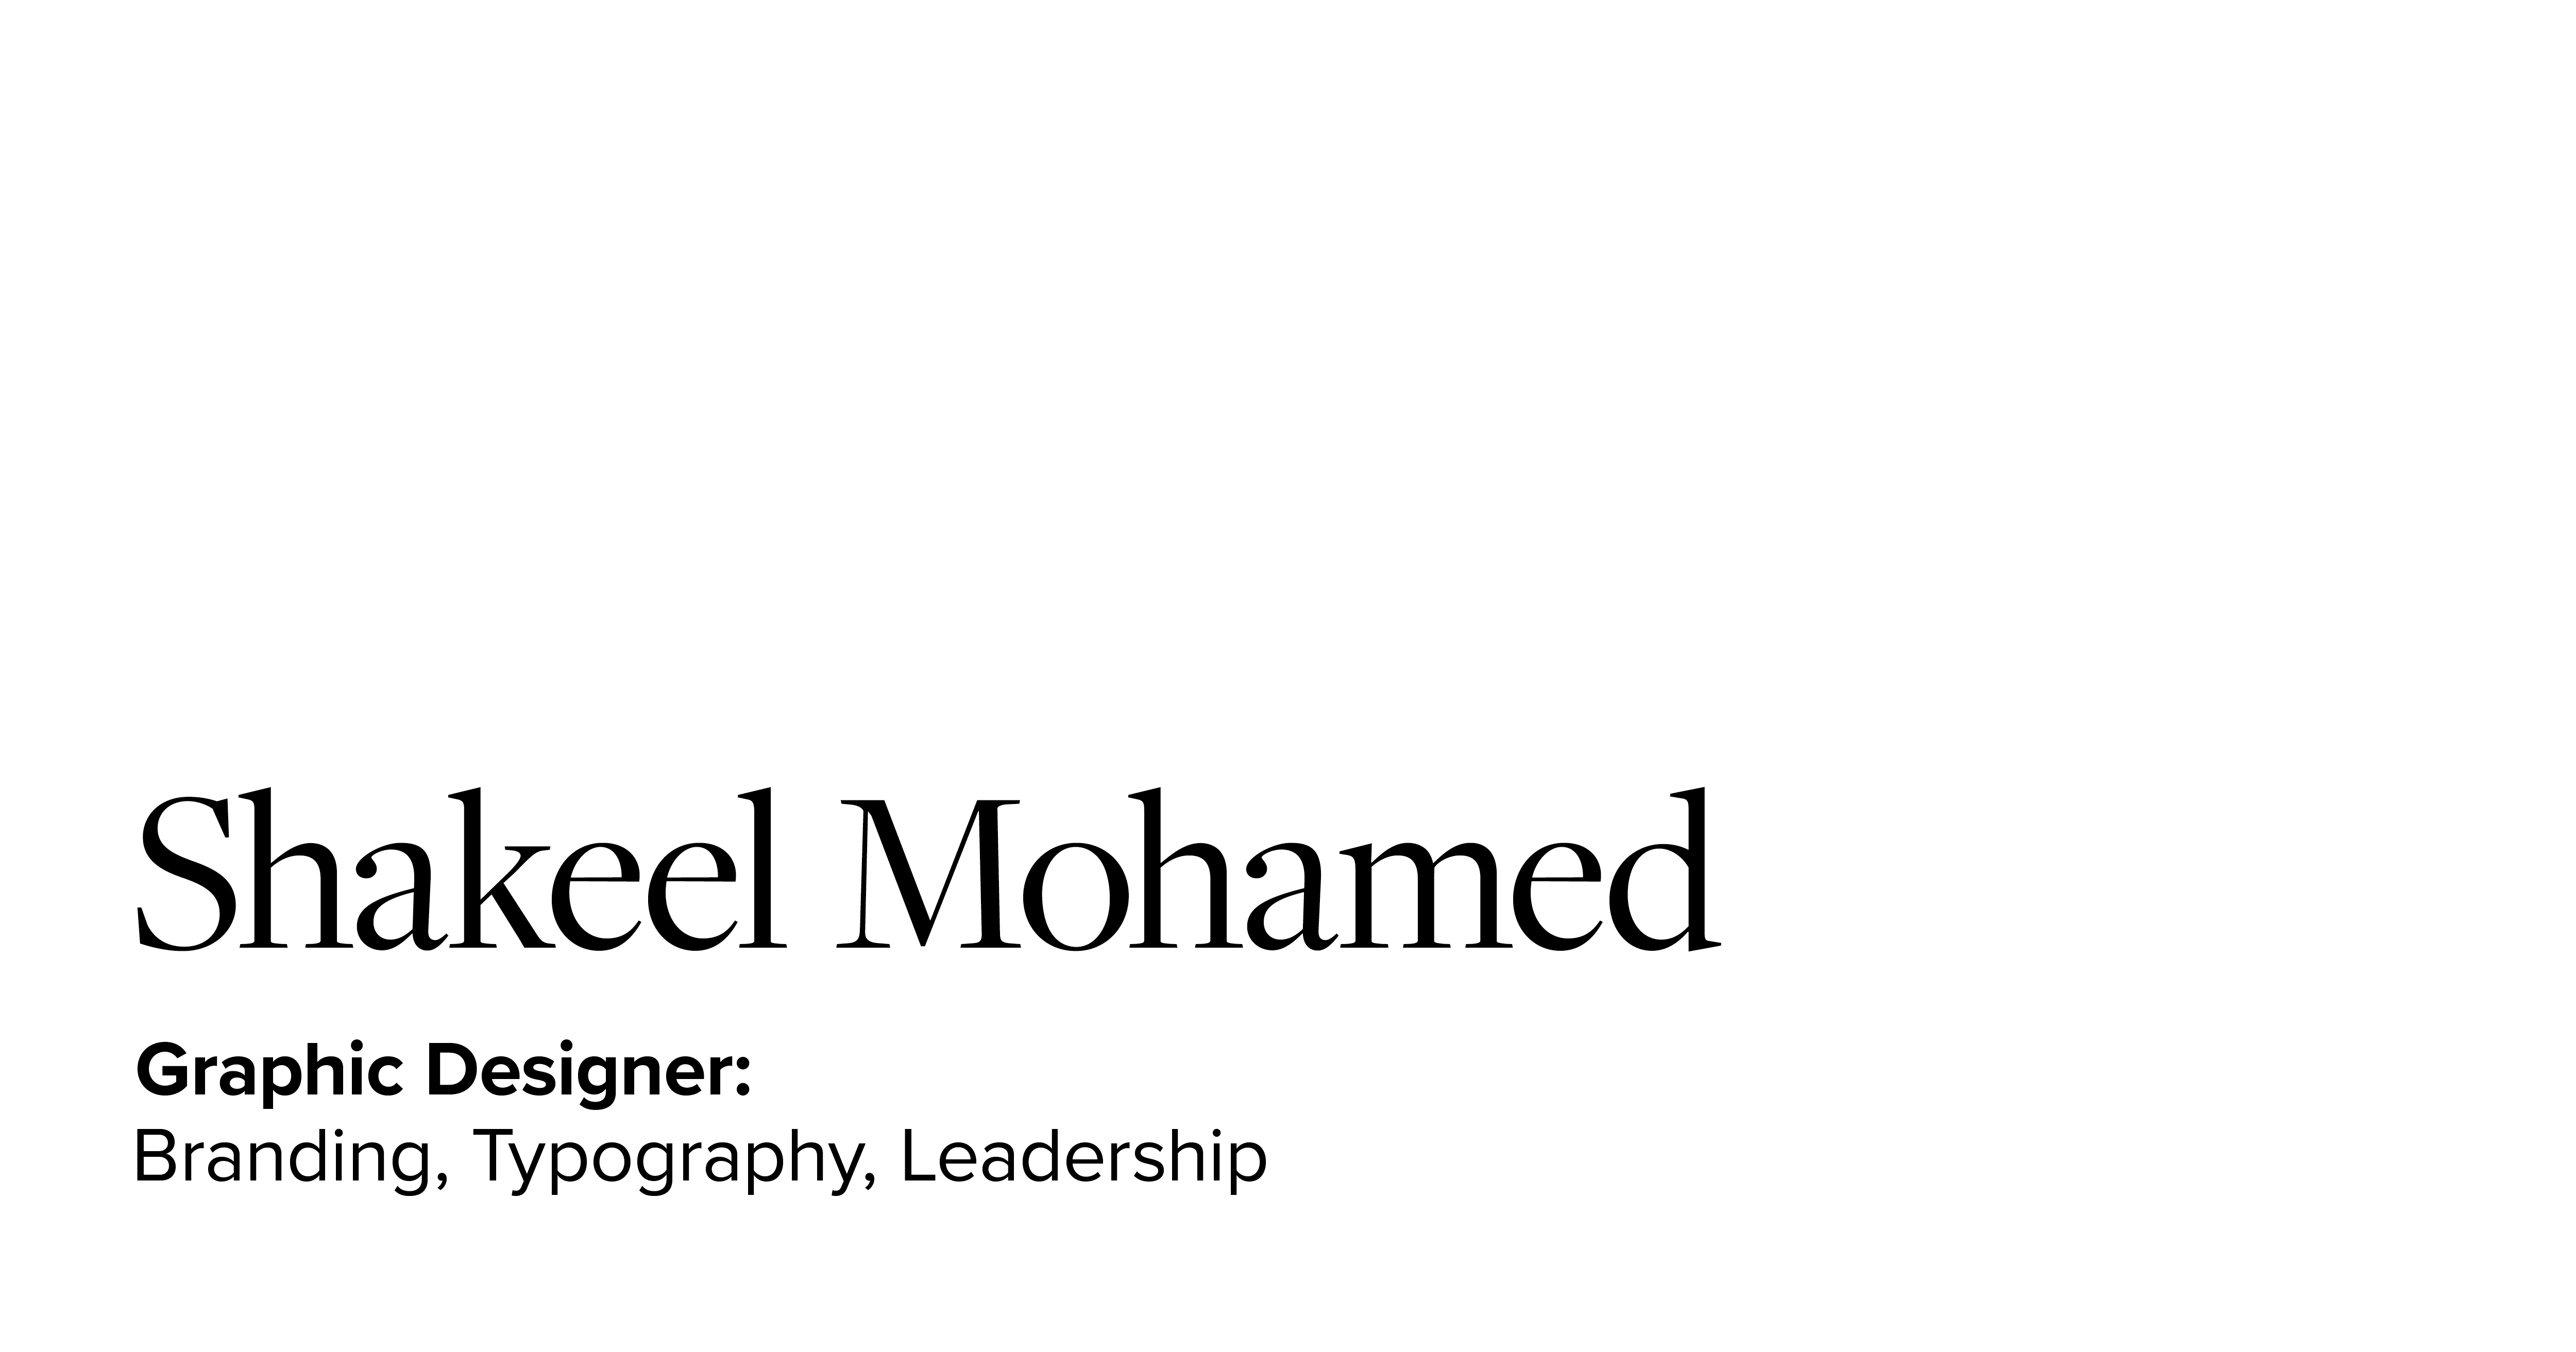 Shakeel Mohamed
Graphic Designer:
Branding, Typography, Leadership